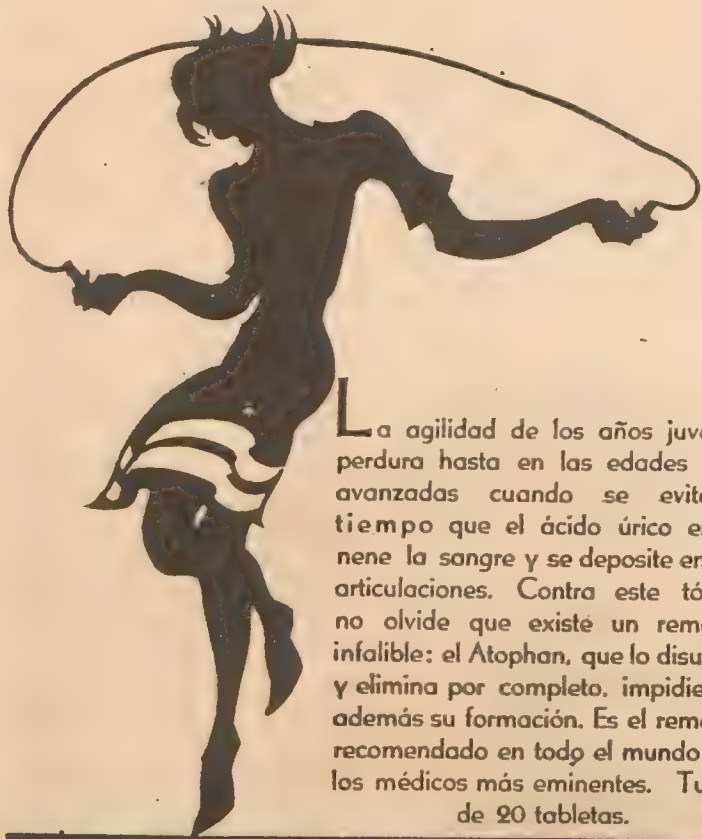 La agilidad de los años juve
perdura hasta en las edades
avanzadas cuando se evite
tiempo que el ácido úrico e
nene la sangre y se deposite en
articulaciones. Contra este tó
no olvide que existe un reme
infalible: el Atophan, que lo disu
y elimina por completo, impidie
además su formación. Es el reme
recomendado en todo el mundo
los médicos más eminentes. Tu
de 20 tabletas.